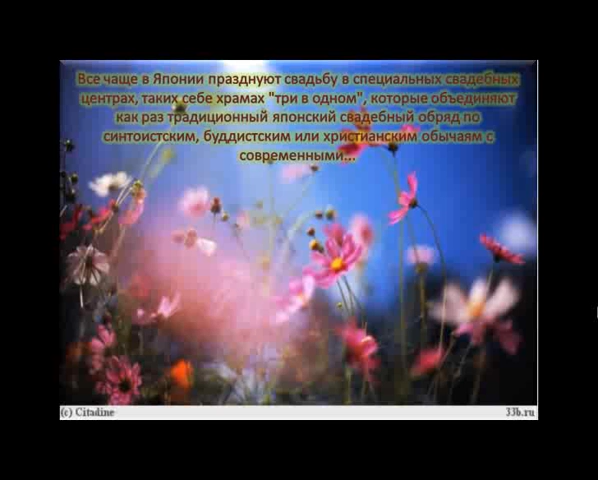 Все чаще в Японии празднуют свадьбу в специальных свадебных
центрах, таких себе храмах "три в одном", которые объединяют
как раз традиционный японский свадебный обряд по
синтоистским, буддистским или христианским обычаям с
современными...
(c) Citadine
33b.ru